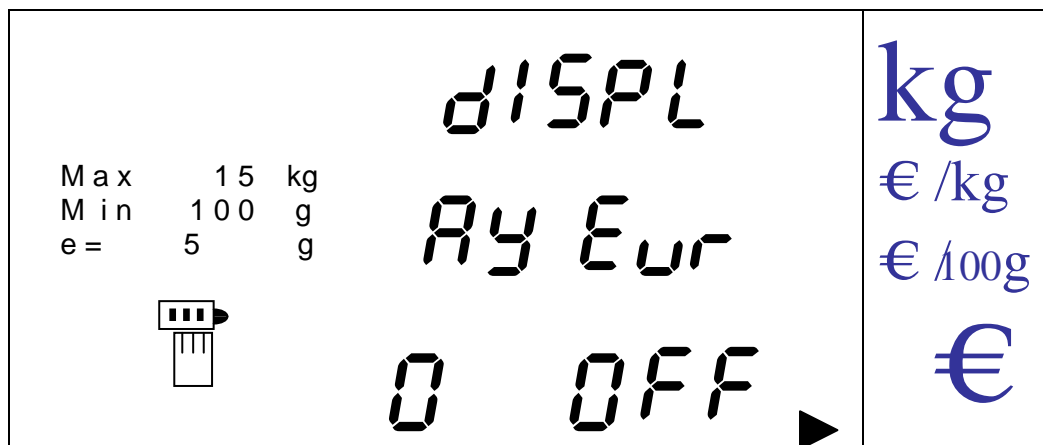 dISPL
Max 15 kg
Min 100 g
e= 5 g
Ay Eur
0 OFF
kg
€ /kg
€ /100g
€